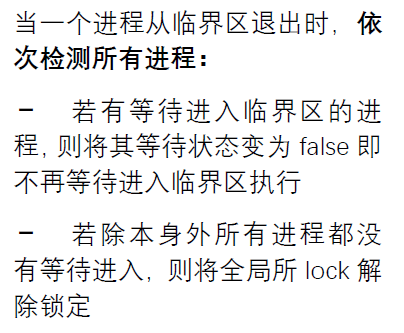 当一个进程从临界区退出时，依
次检测所有进程：
– 若有等待进入临界区的进
程，则将其等待状态变为 false 即
不再等待进入临界区执行
– 若除本身外所有进程都没
有等待进入，则将全局所 lock 解
除锁定